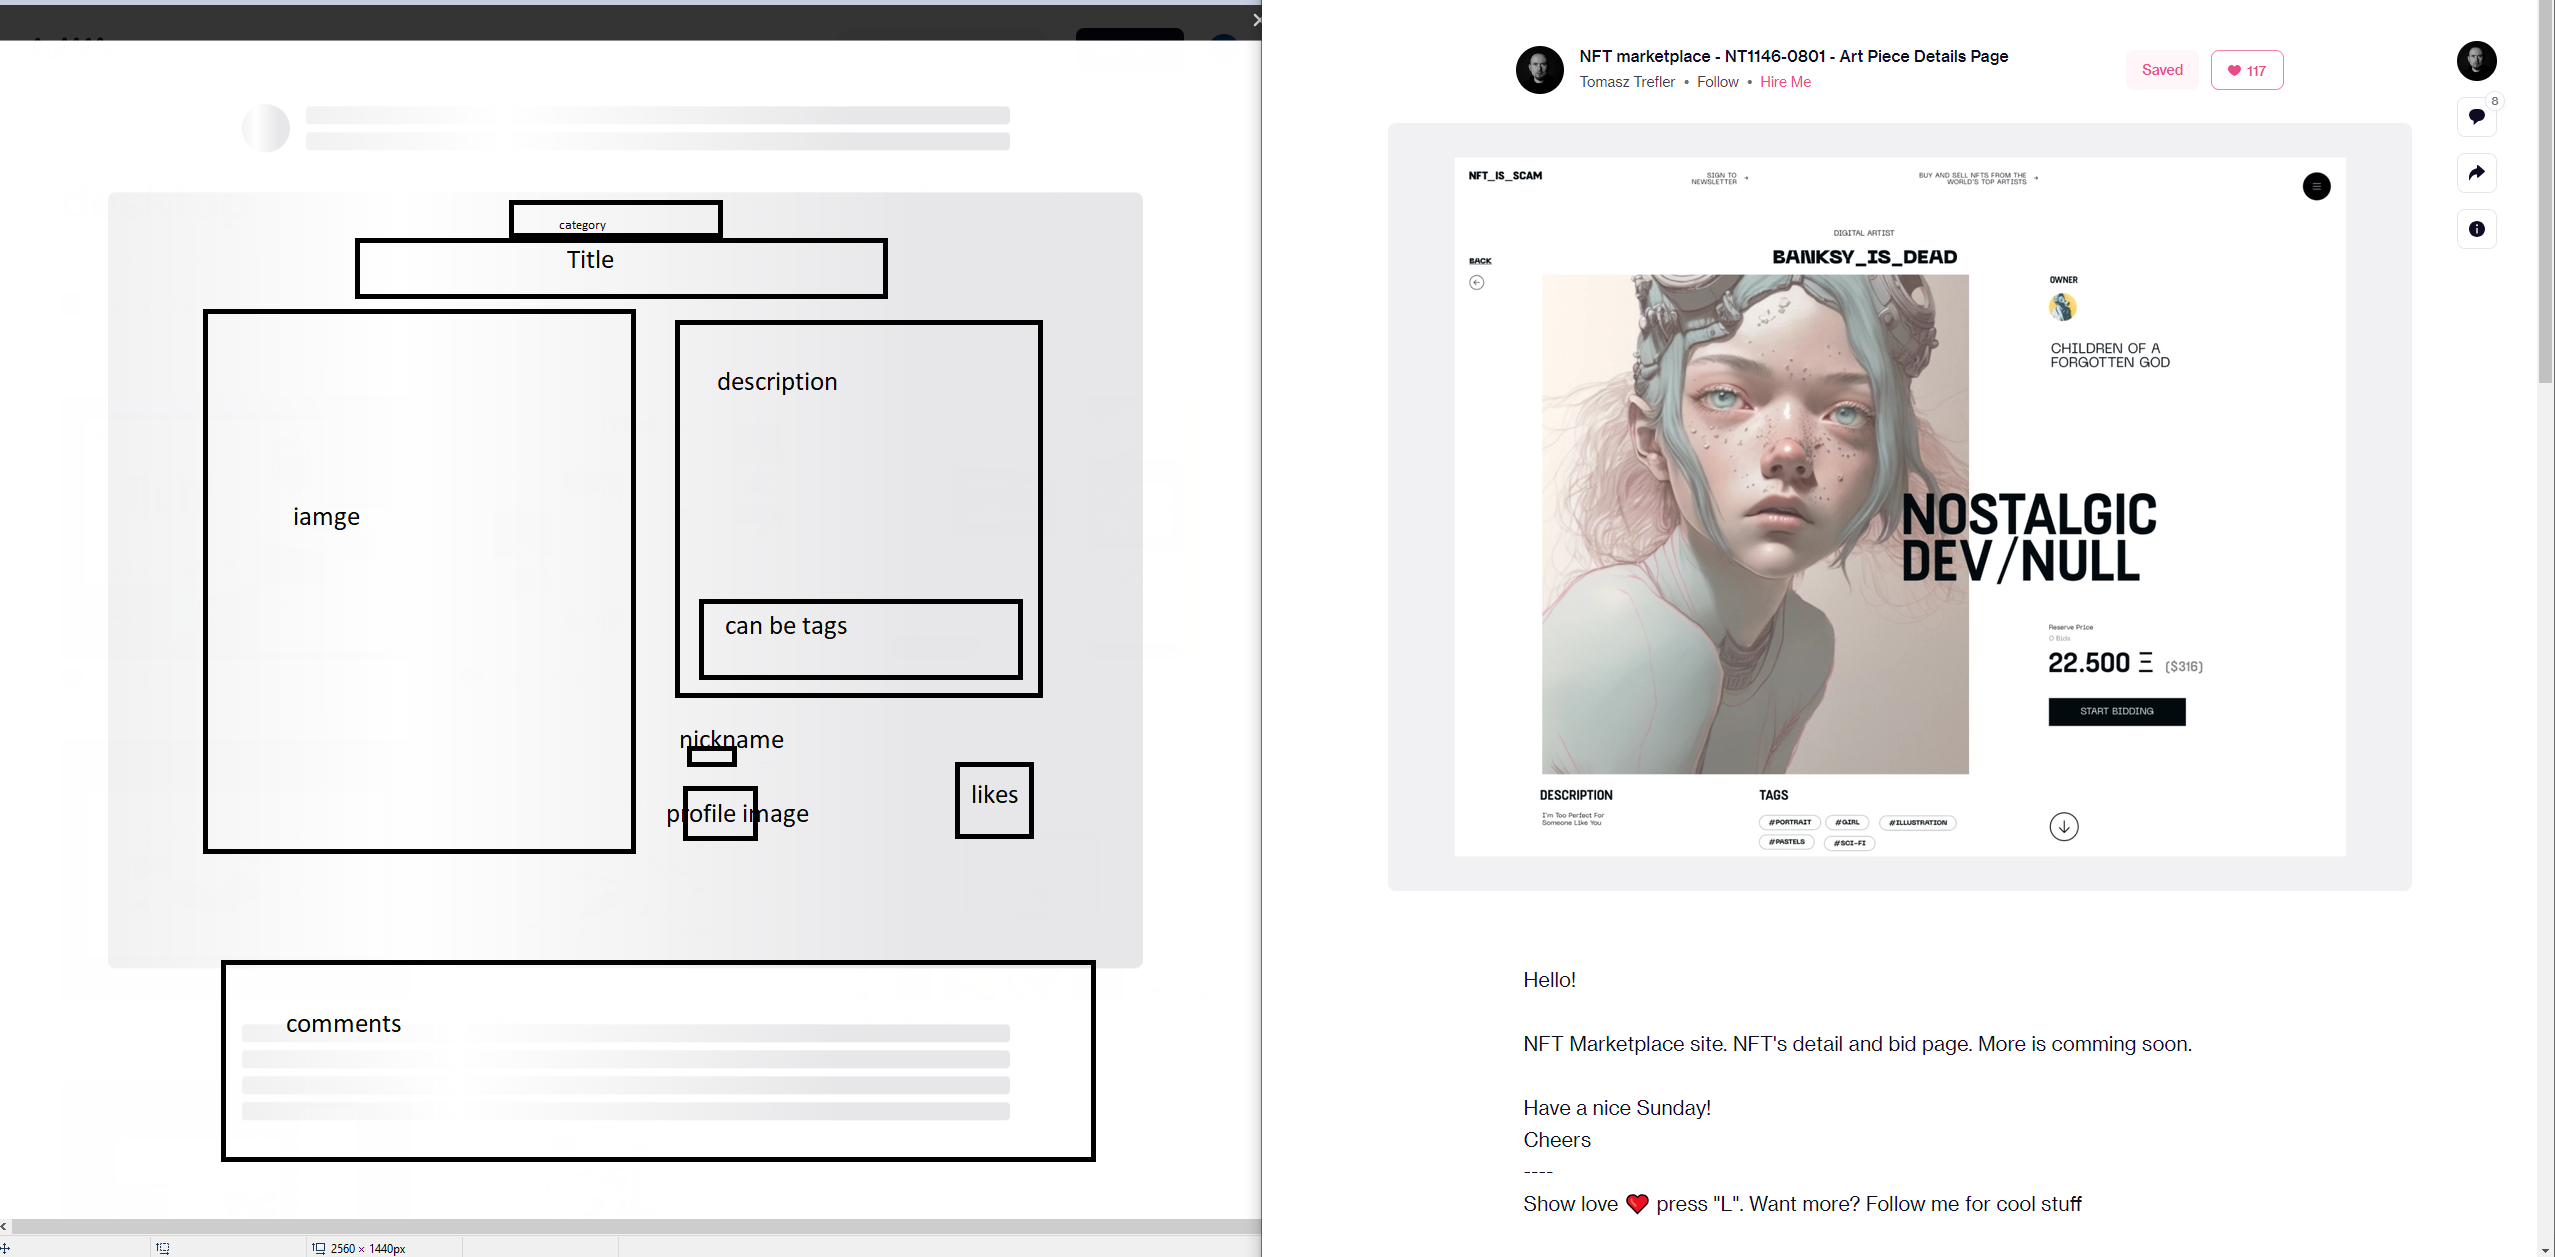 category
Title
iamge
description
can be tags
nickname
profile image
likes
comments
2560 × 1440px
NFT marketplace - NT1146-0801 - Art Piece Details Page
Tomasz Trefler • Follow • Hire Me
Saved
117
8
NFT_IS_SCAM
SIGN TO
NEWSLETTER
BUY AND SELL NFTS FROM THE
WORLD'S TOP ARTISTS
DIGITAL ARTIST
BANKSY_IS_DEAD
BACK
OWNER
CHILDREN OF A
FORGOTTEN GOD
NOSTALGIC
DEV/NULL
Reserve Price
0 Bids
22.500 Ξ ($316)
START BIDDING
DESCRIPTION
I'm Too Perfect For
Someone Like You
TAGS
#PORTRAIT #GIRL #ILLUSTRATION
#PASTELS #SCI-FI
Hello!
NFT Marketplace site. NFT's detail and bid page. More is comming soon.
Have a nice Sunday!
Cheers
----
Show love ❤️ press "L". Want more? Follow me for cool stuff